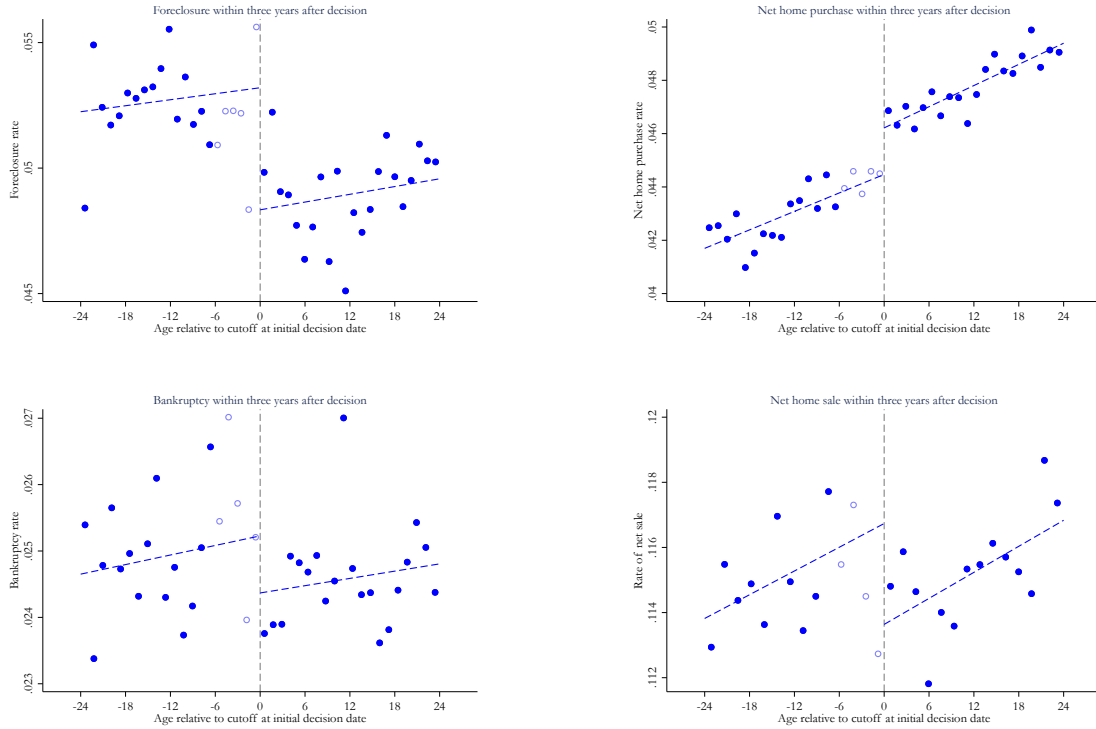 Foreclosure within three years after decision
Foreclosure rate
.055
.05
.045
-24 -18 -12 -6 0 6 12 18 24
Age relative to cutoff at initial decision date
Net home purchase within three years after decision
Net home purchase rate
.05
.048
.046
.044
.042
.04
-24 -18 -12 -6 0 6 12 18 24
Age relative to cutoff at initial decision date
Bankruptcy within three years after decision
Bankruptcy rate
.027
.026
.025
.024
.023
-24 -18 -12 -6 0 6 12 18 24
Age relative to cutoff at initial decision date
Net home sale within three years after decision
Rate of net sale
.12
.118
.116
.114
.112
-24 -18 -12 -6 0 6 12 18 24
Age relative to cutoff at initial decision date